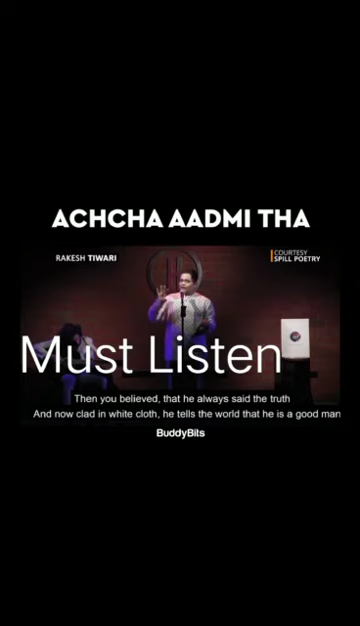 ACHCHA AADMI THA
RAKESH TIWARI
COURTESY
SPILL POETRY
Must Listen
Then you believed, that he always said the truth
And now clad in white cloth, he tells the world that he is a good man
BuddyBits